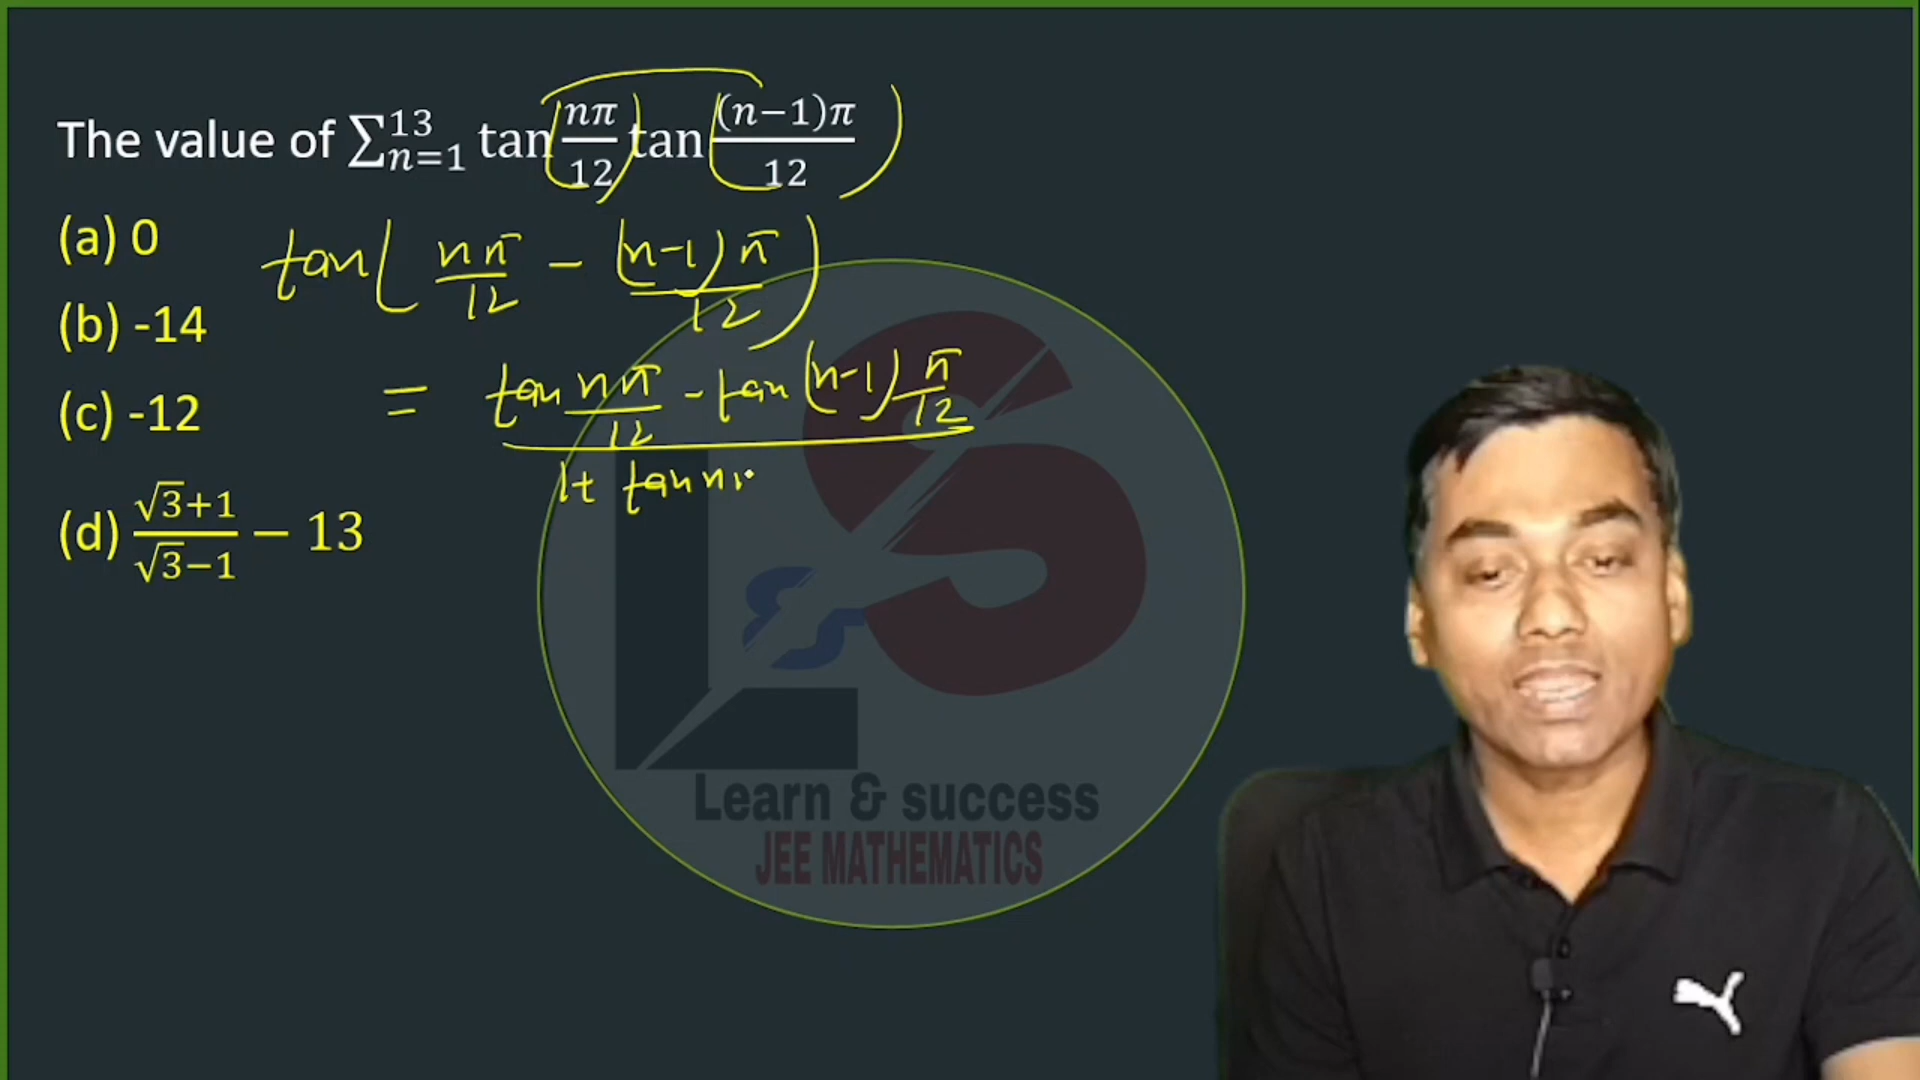 The value of ∑¹³ₙ₌₁ tan nπ/12 tan (n−1)π/12
(a) 0
(b) -14
(c) -12
(d) (√3+1)/(√3−1) − 13
tan( nπ/12 − (n-1)π/12 )
= (tan nπ/12 - tan (n-1) π/12)
1+ tan n
Learn & success
JEE MATHEMATICS